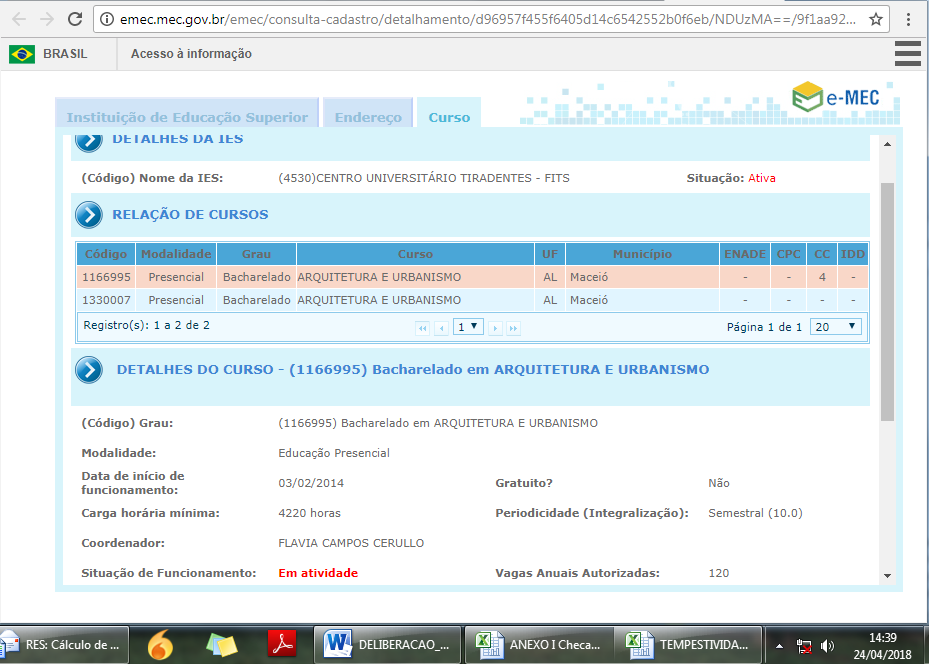 emec.mec.gov.br/emec/consulta-cadastro/detalhamento/d96957f455f6405d14c6542552b0f6eb/NDUzMA==/9f1aa92...
BRASIL
Acesso à informação
e-MEC
Instituição de Educação Superior
Endereço
Curso
DETALHES DA IES
(Código) Nome da IES: (4530)CENTRO UNIVERSITÁRIO TIRADENTES - FITS Situação: Ativa
RELAÇÃO DE CURSOS
Código Modalidade Grau Curso UF Município ENADE CPC CC IDD
1166995 Presencial Bacharelado ARQUITETURA E URBANISMO AL Maceió - - 4 -
1330007 Presencial Bacharelado ARQUITETURA E URBANISMO AL Maceió - - - -
Registro(s): 1 a 2 de 2 1 Página 1 de 1 20
DETALHES DO CURSO - (1166995) Bacharelado em ARQUITETURA E URBANISMO
(Código) Grau: (1166995) Bacharelado em ARQUITETURA E URBANISMO
Modalidade: Educação Presencial
Data de início de
funcionamento: 03/02/2014 Gratuito? Não
Carga horária mínima: 4220 horas Periodicidade (Integralização): Semestral (10.0)
Coordenador: FLAVIA CAMPOS CERULLO
Situação de Funcionamento: Em atividade Vagas Anuais Autorizadas: 120
RES: Cálculo de ...
DELIBERACAO_...
ANEXO I Checa...
TEMPESTIVIDA...
14:39
24/04/2018